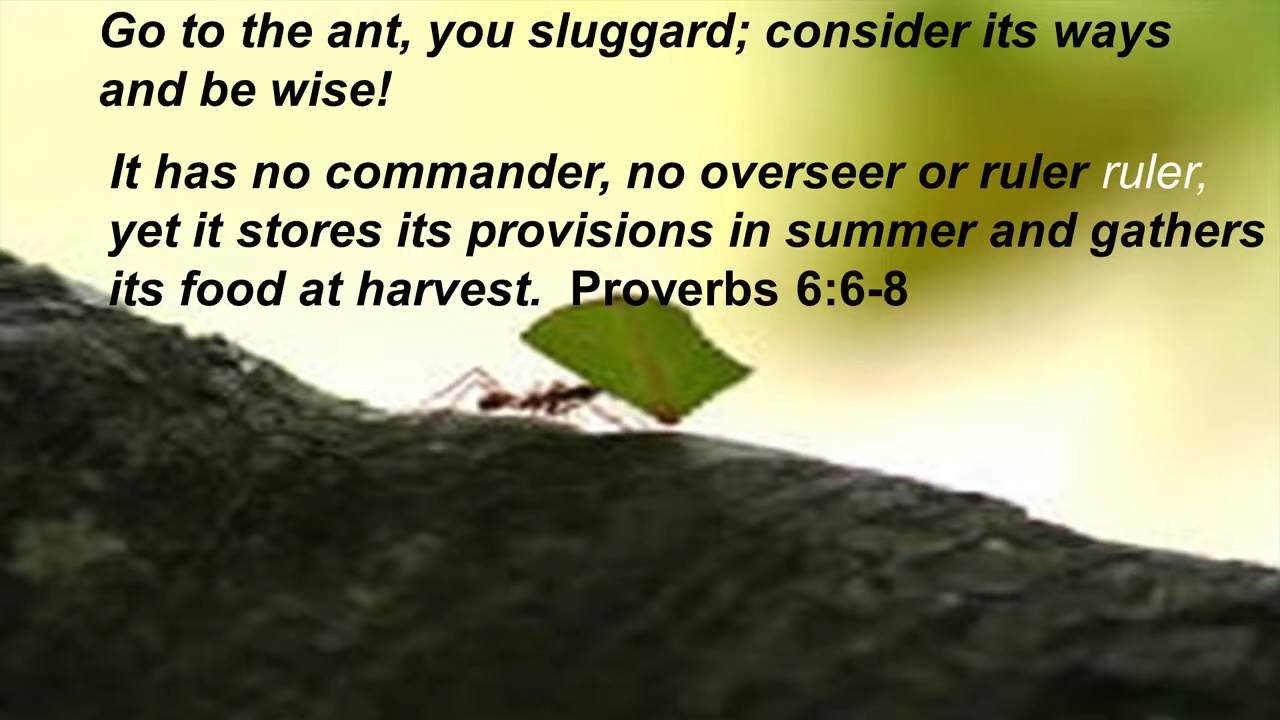 Go to the ant, you sluggard; consider its ways
and be wise!
It has no commander, no overseer or ruler ruler,
yet it stores its provisions in summer and gathers
its food at harvest.  Proverbs 6:6-8